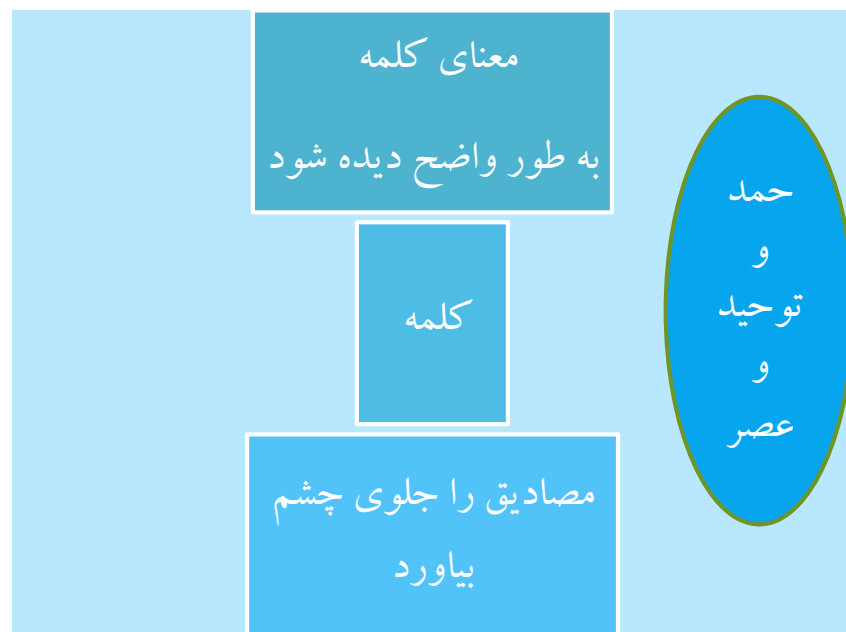 معنای کلمه
به طور واضح دیده شود
کلمه
مصادیق را جلوی چشم
بیاورد
حمد
و
توحید
و
عصر